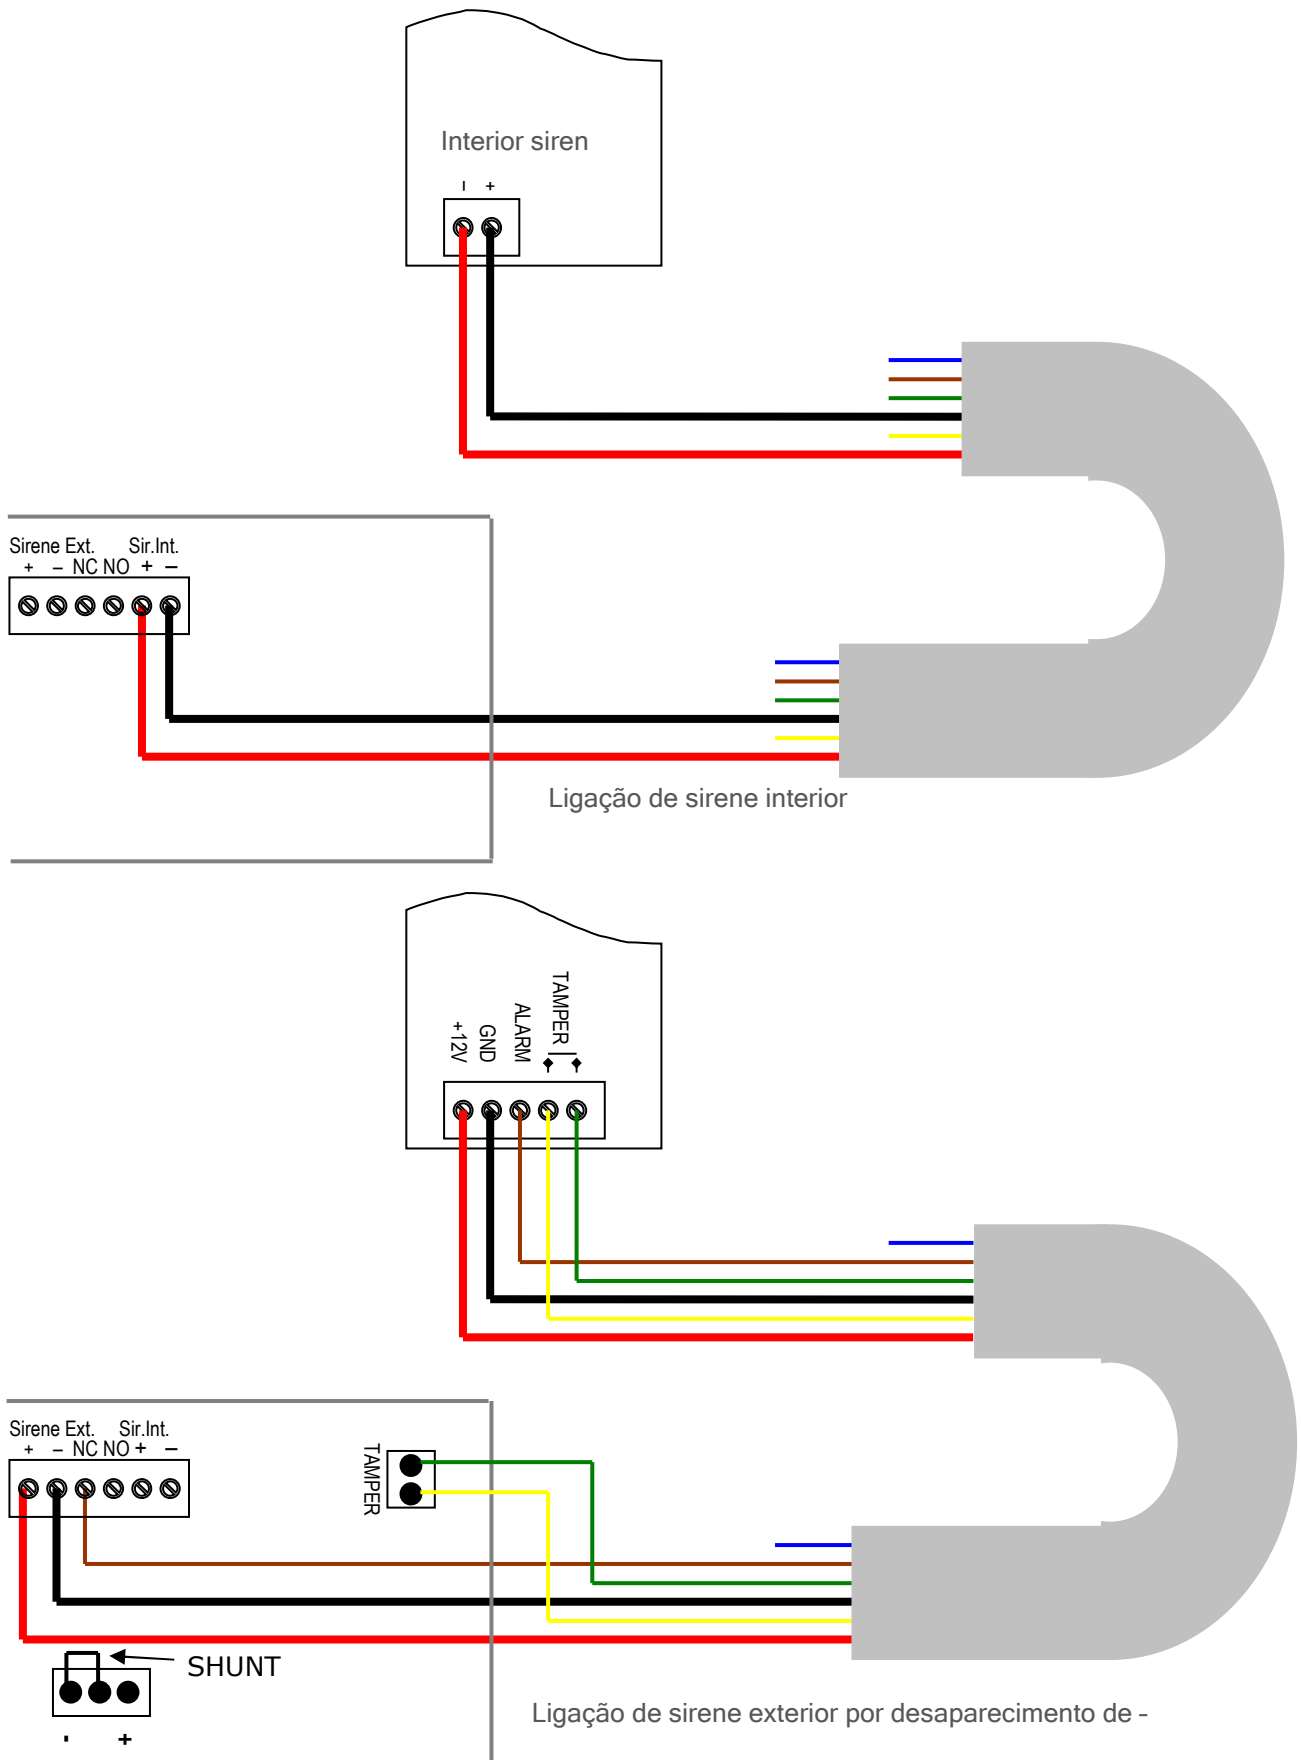 Interior siren
– +
Sirene Ext. Sir.Int.
+ – NC NO + –
Ligação de sirene interior
+12V GND ALARM TAMPER
Sirene Ext. Sir.Int.
+ – NC NO + –
TAMPER
SHUNT
- +
Ligação de sirene exterior por desaparecimento de -